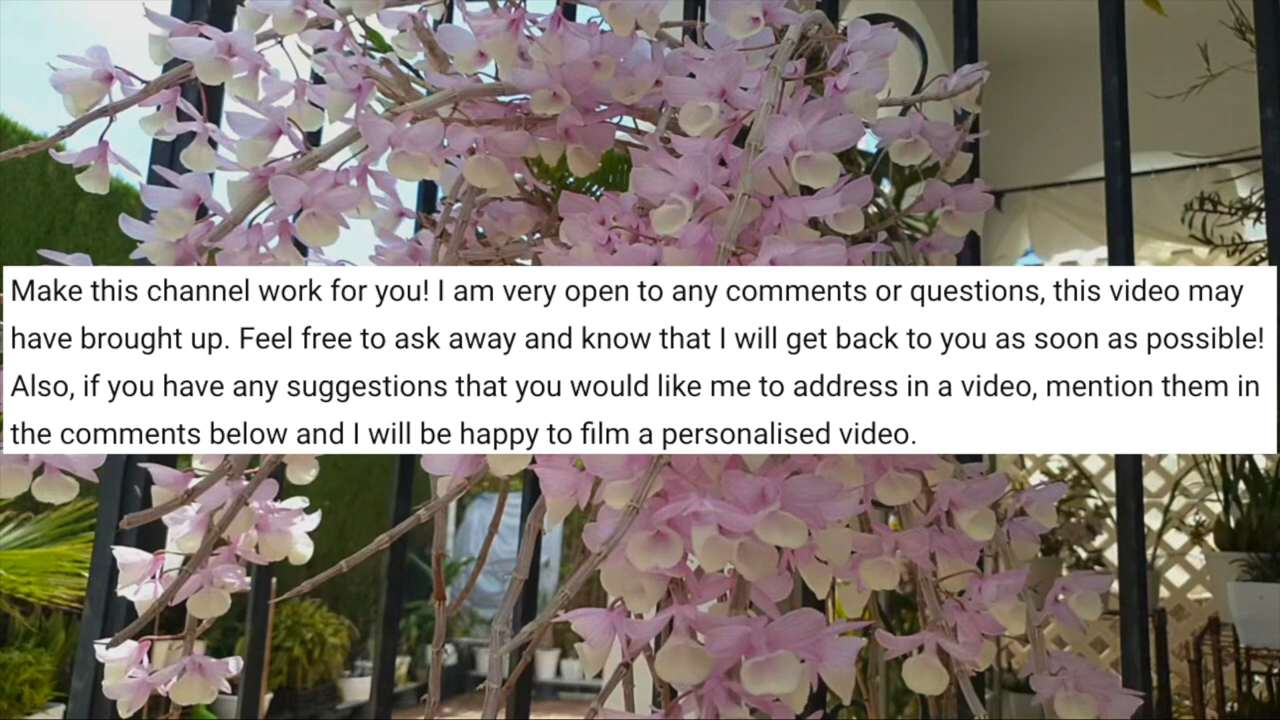 Make this channel work for you! I am very open to any comments or questions, this video may
have brought up. Feel free to ask away and know that I will get back to you as soon as possible!
Also, if you have any suggestions that you would like me to address in a video, mention them in
the comments below and I will be happy to film a personalised video.